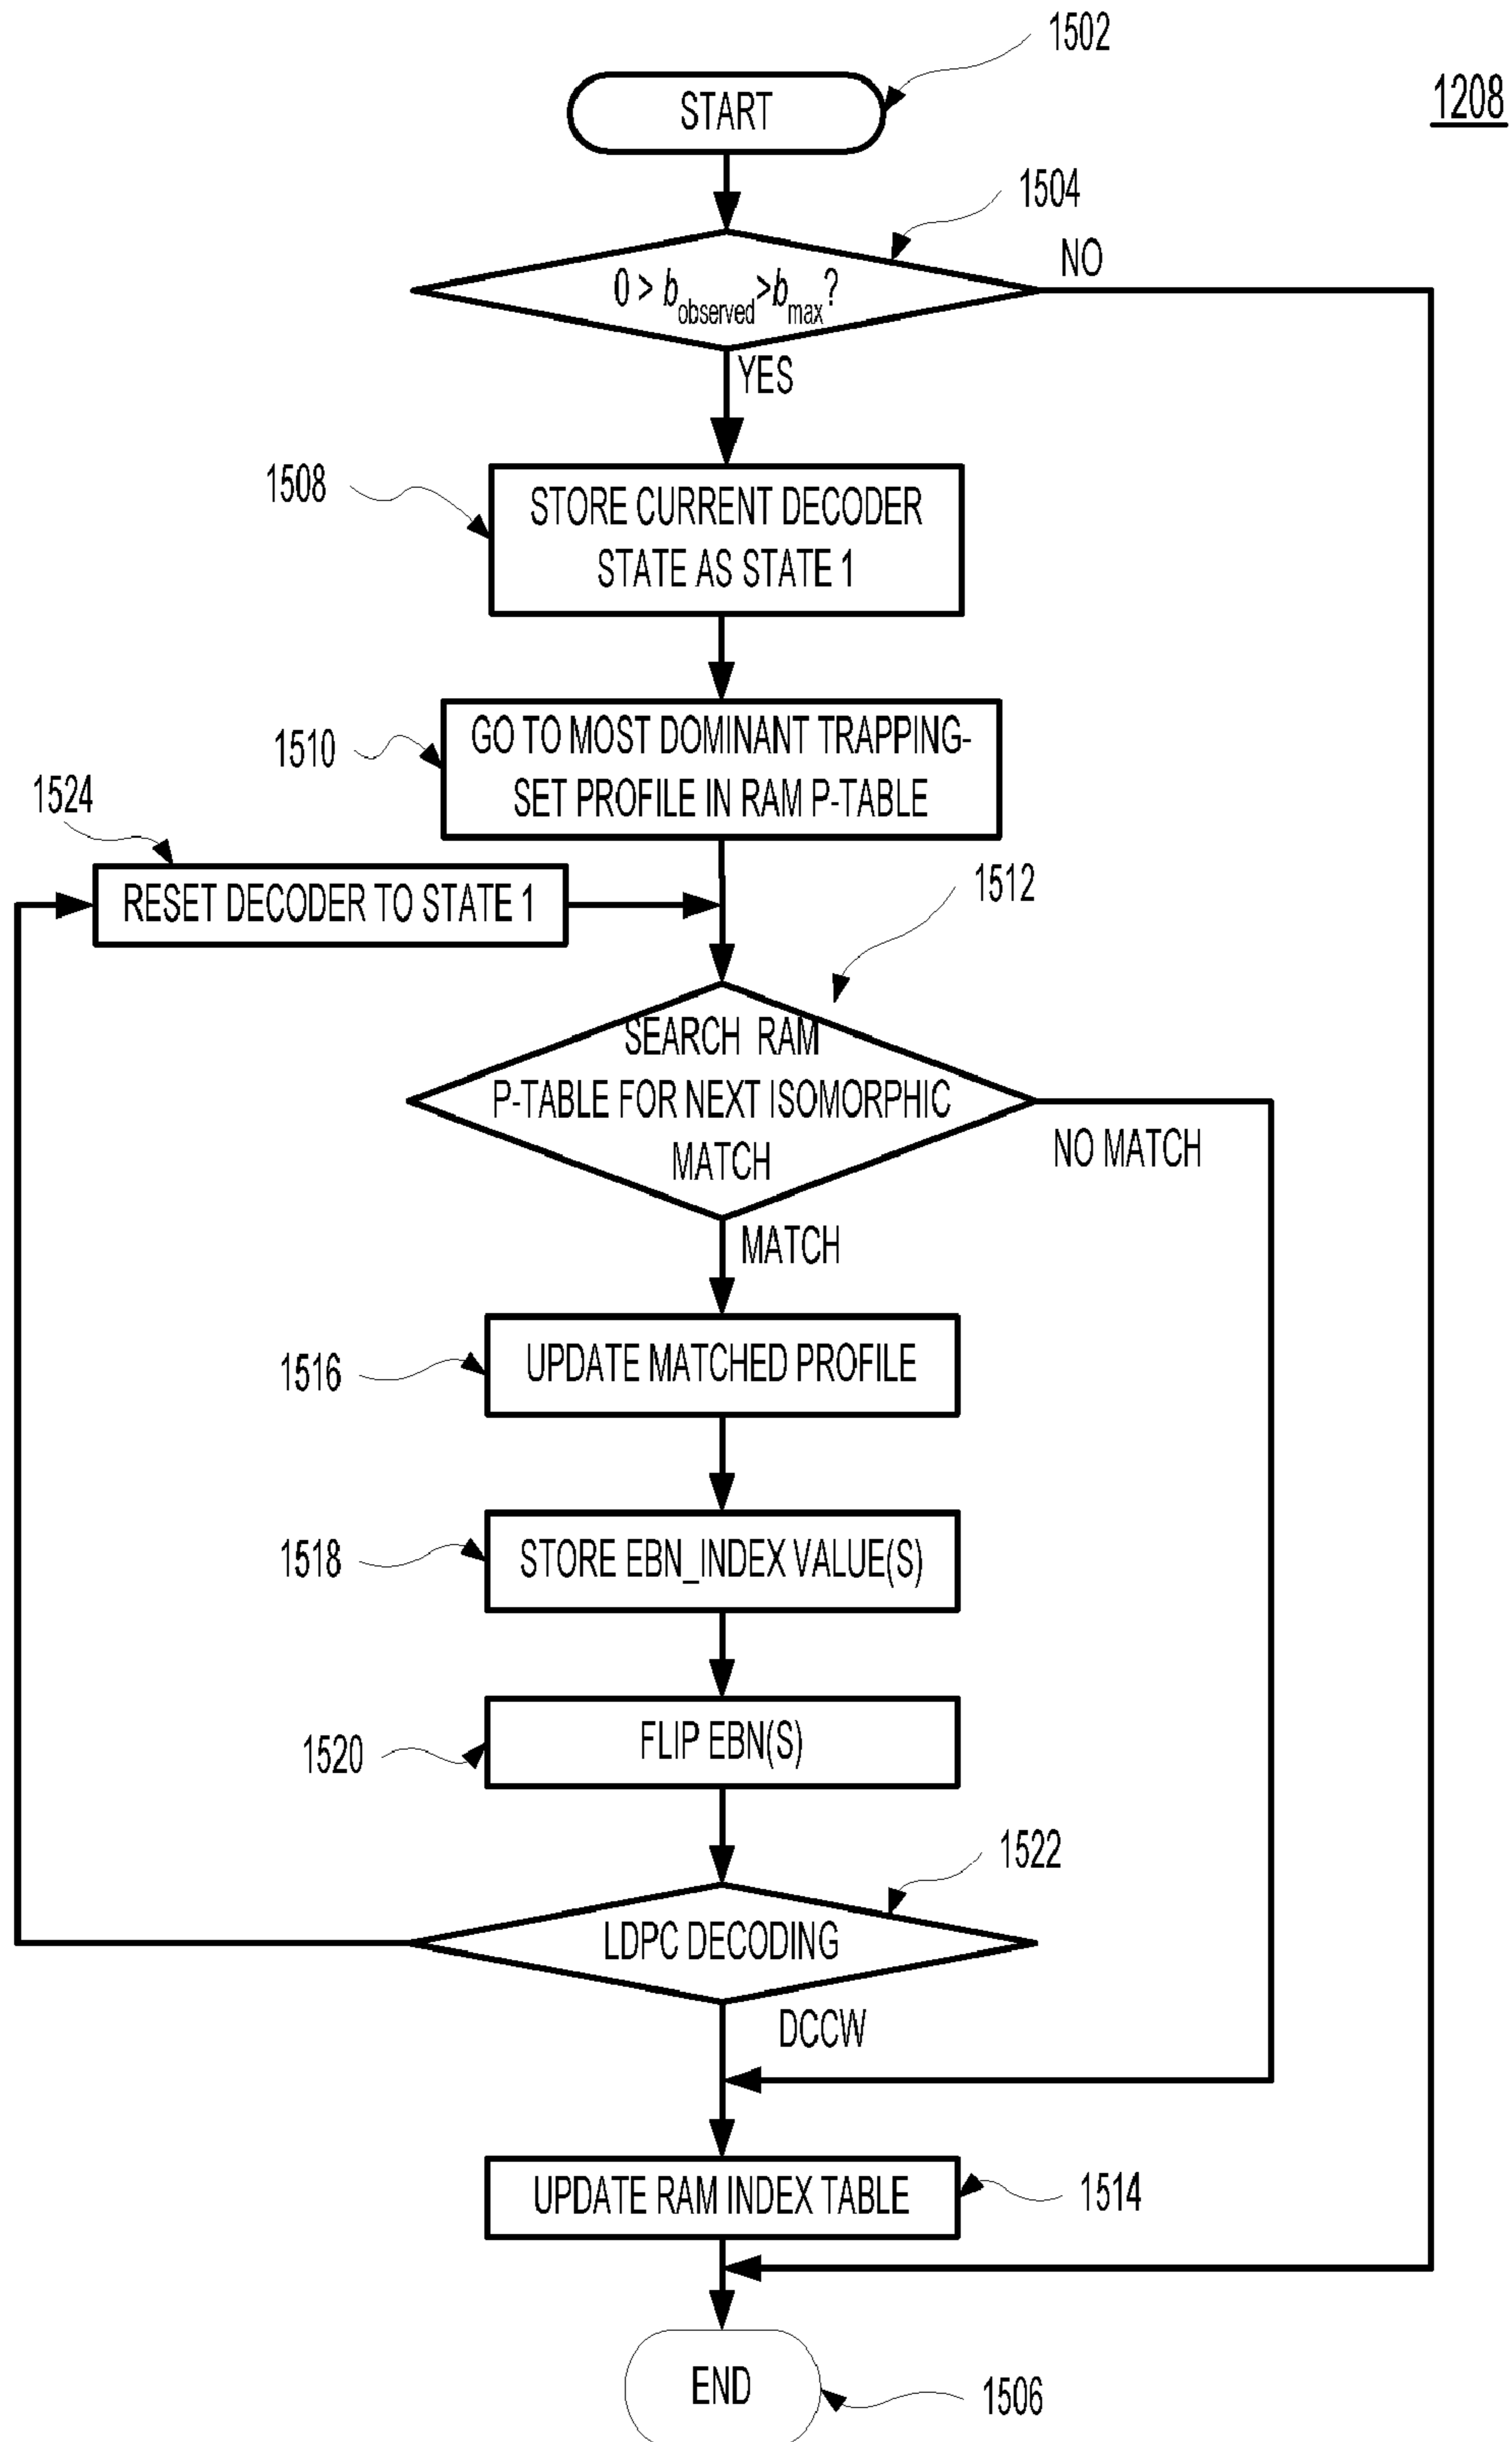 1502
1208
START
1504
NO
0 > b observed >b max ?
YES
1508
STORE CURRENT DECODER
STATE AS STATE 1
1510
GO TO MOST DOMINANT TRAPPING-
SET PROFILE IN RAM P-TABLE
1524
RESET DECODER TO STATE 1
1512
SEARCH RAM
P-TABLE FOR NEXT ISOMORPHIC
MATCH
NO MATCH
MATCH
1516
UPDATE MATCHED PROFILE
1518
STORE EBN_INDEX VALUE(S)
1520
FLIP EBN(S)
1522
LDPC DECODING
DCCW
UPDATE RAM INDEX TABLE
1514
END
1506